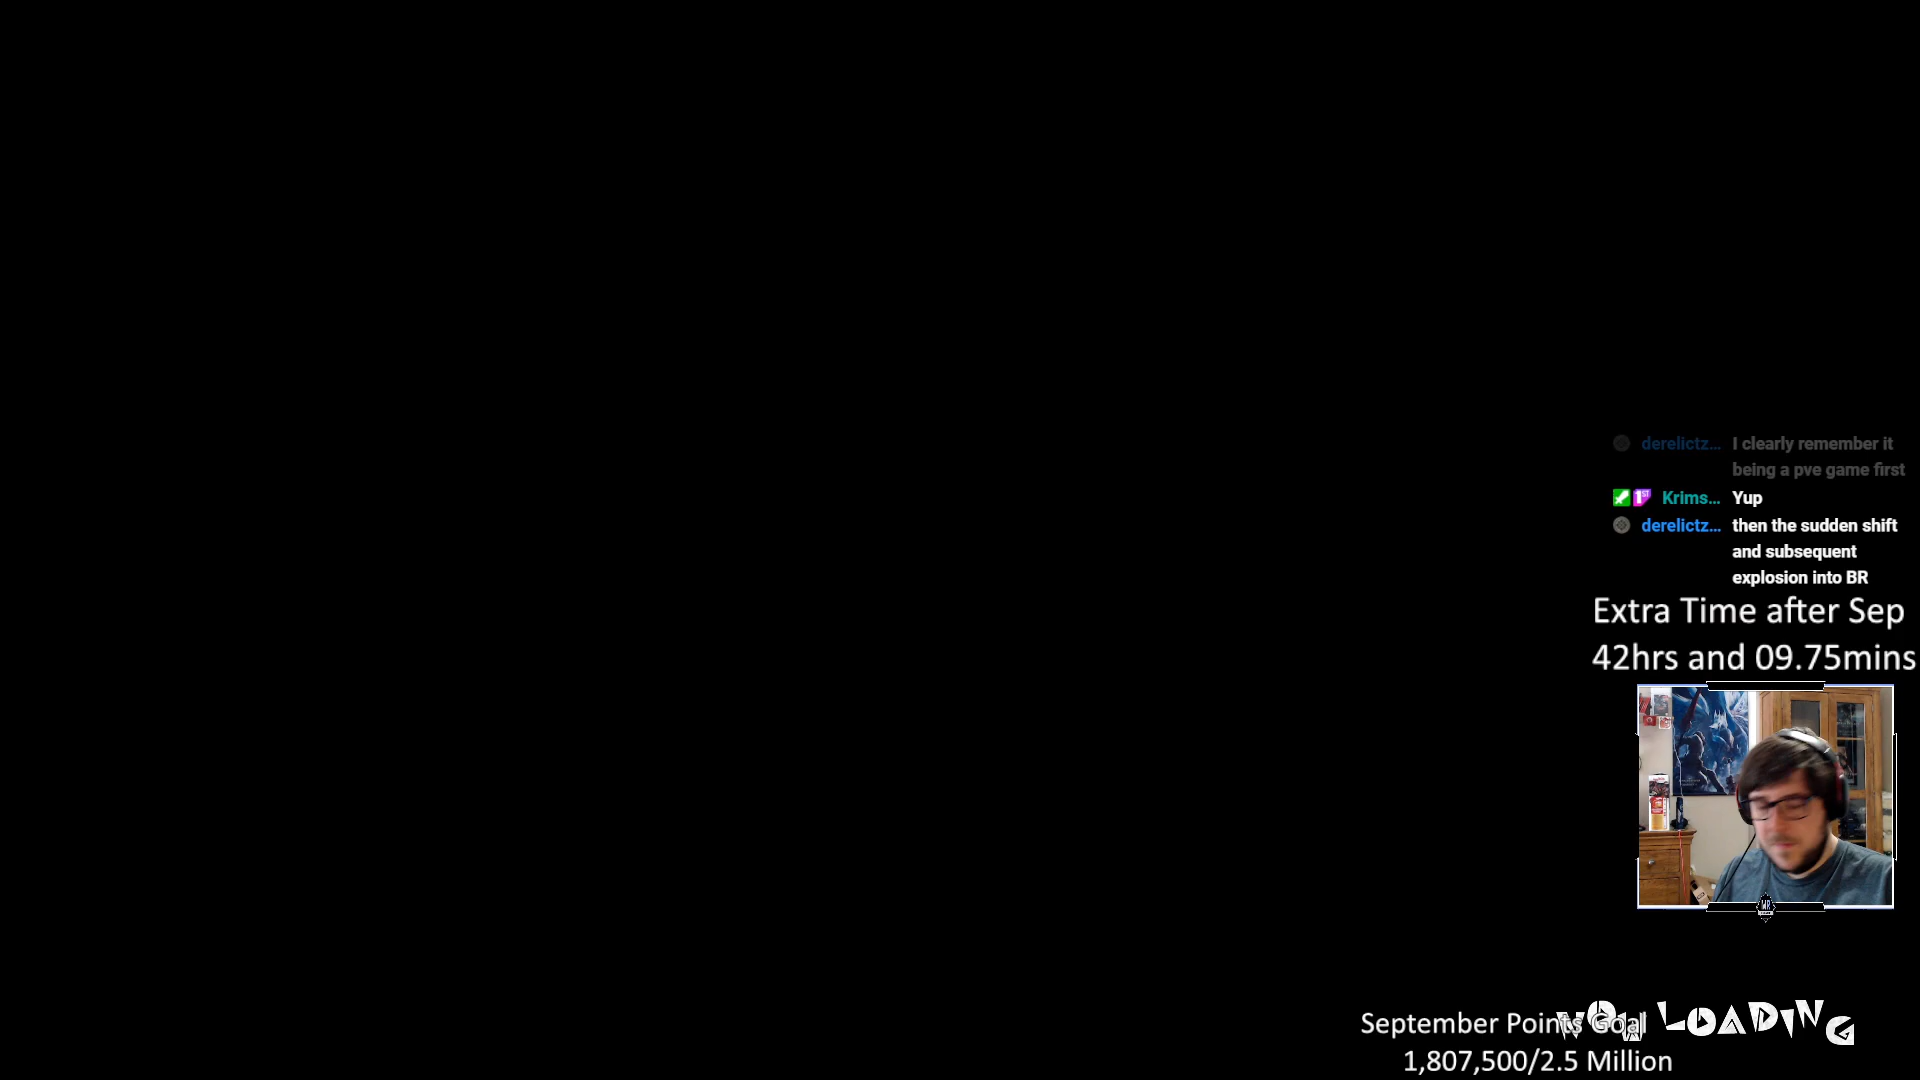 derelictz... I clearly remember it
being a pve game first
Krims... Yup
derelictz... then the sudden shift
and subsequent
explosion into BR
Extra Time after Sep
42hrs and 09.75mins
September Points Goal
NOW LOADING
1,807,500/2.5 Million